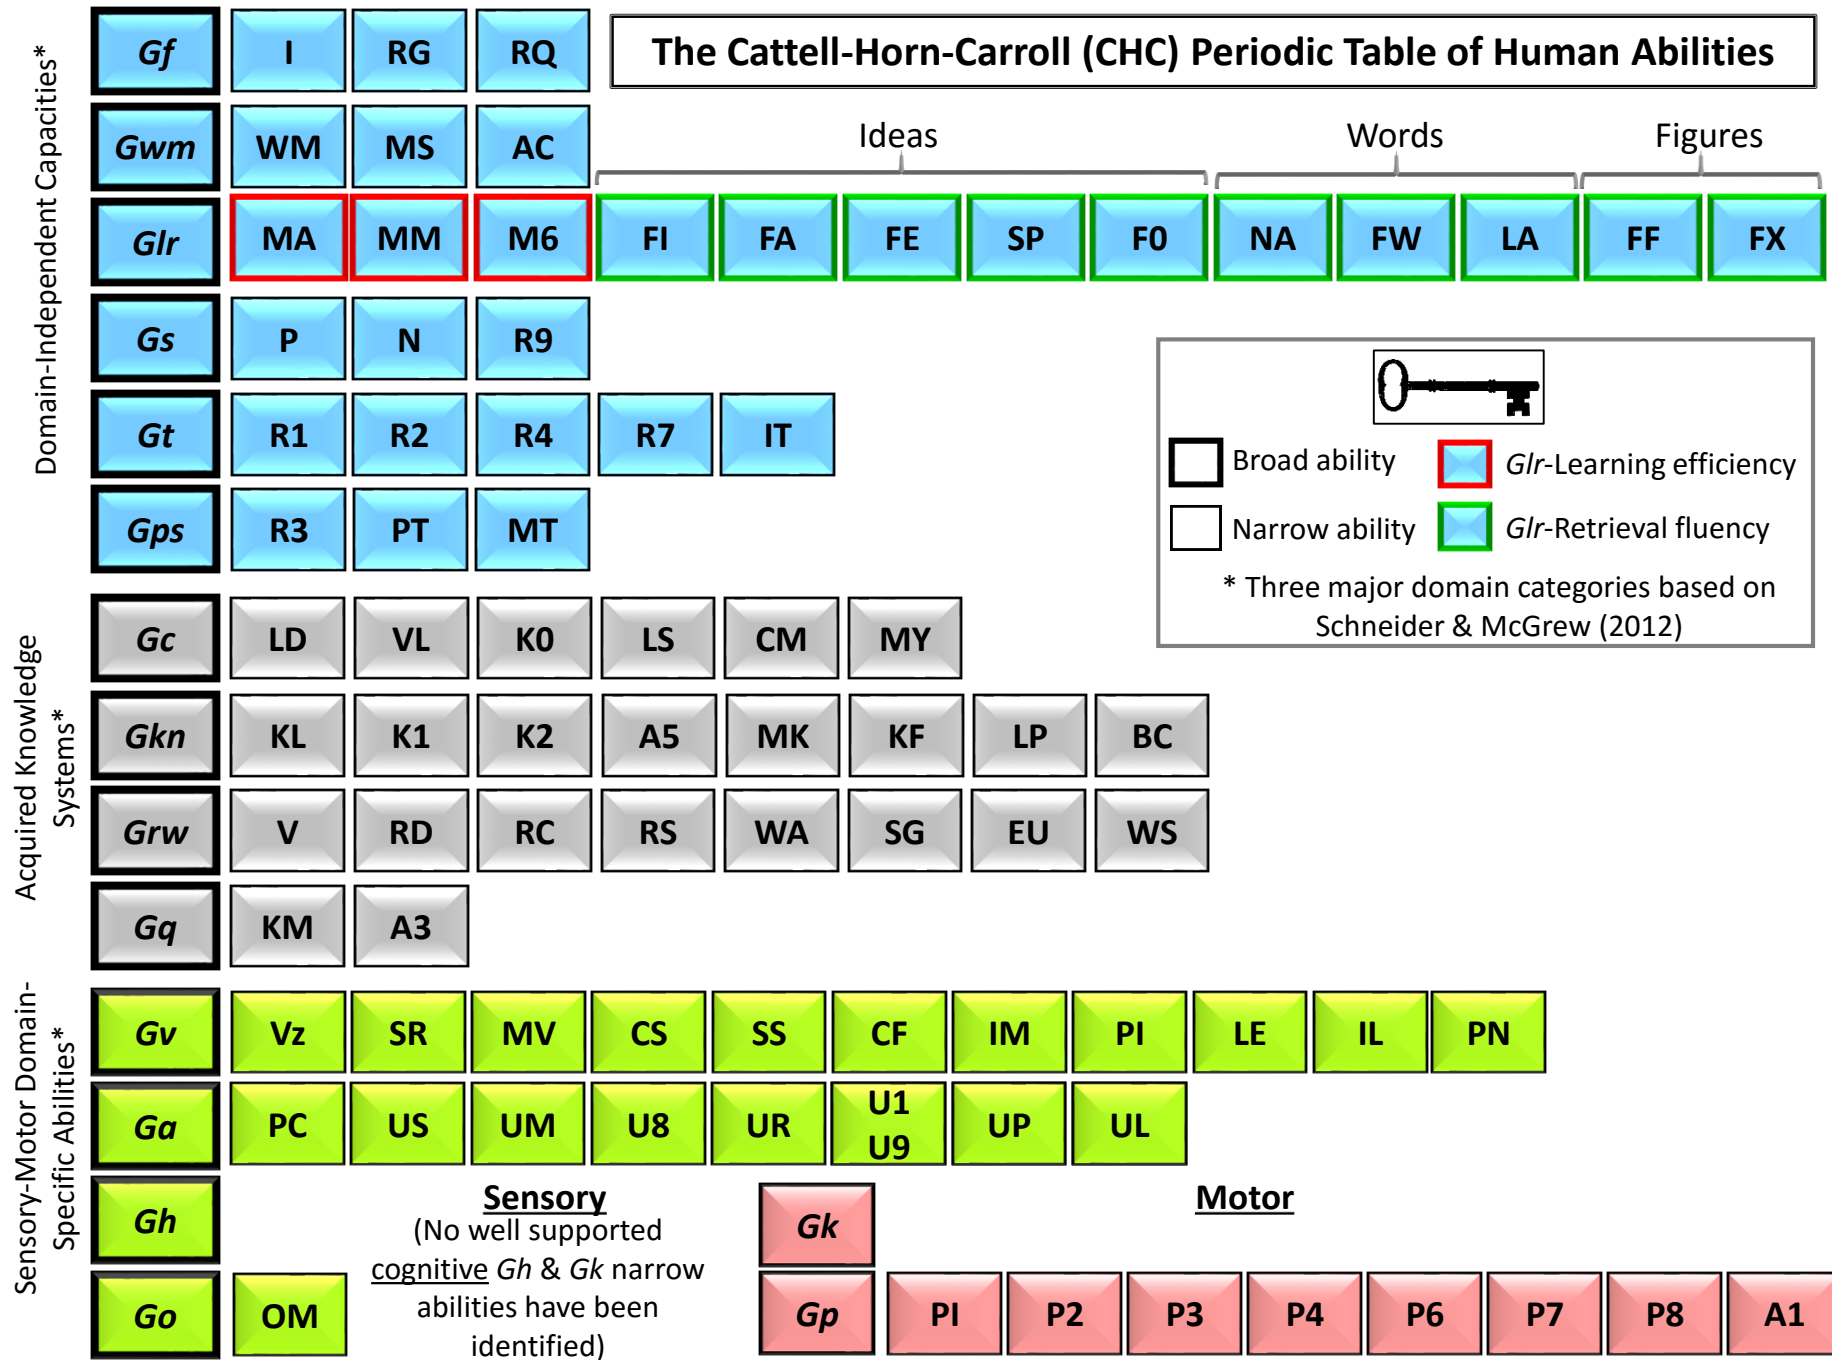 The Cattell-Horn-Carroll (CHC) Periodic Table of Human Abilities
Domain-Independent Capacities*
Gf I RG RQ
Gwm WM MS AC
Ideas Words Figures
Glr MA MM M6 FI FA FE SP F0 NA FW LA FF FX
Gs P N R9
Gt R1 R2 R4 R7 IT
Gps R3 PT MT
Broad ability
Glr-Learning efficiency
Narrow ability
Glr-Retrieval fluency
* Three major domain categories based on
Schneider & McGrew (2012)
Acquired Knowledge
Systems*
Gc LD VL K0 LS CM MY
Gkn KL K1 K2 A5 MK KF LP BC
Grw V RD RC RS WA SG EU WS
Gq KM A3
Sensory-Motor Domain-
Specific Abilities*
Gv Vz SR MV CS SS CF IM PI LE IL PN
Ga PC US UM U8 UR U1 U9 UP UL
Gh
Go OM
Sensory
(No well supported
cognitive Gh & Gk narrow
abilities have been
identified)
Motor
Gk
Gp PI P2 P3 P4 P6 P7 P8 A1